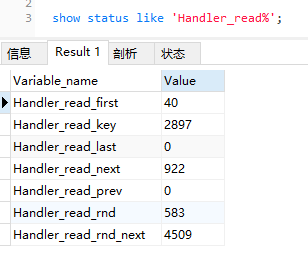 2
3 show status like 'Handler_read%';
信息 Result 1 剖析 状态
Variable_name Value
Handler_read_first 40
Handler_read_key 2897
Handler_read_last 0
Handler_read_next 922
Handler_read_prev 0
Handler_read_rnd 583
Handler_read_rnd_next 4509